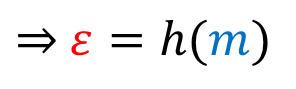 ⇒ ε = h(m)